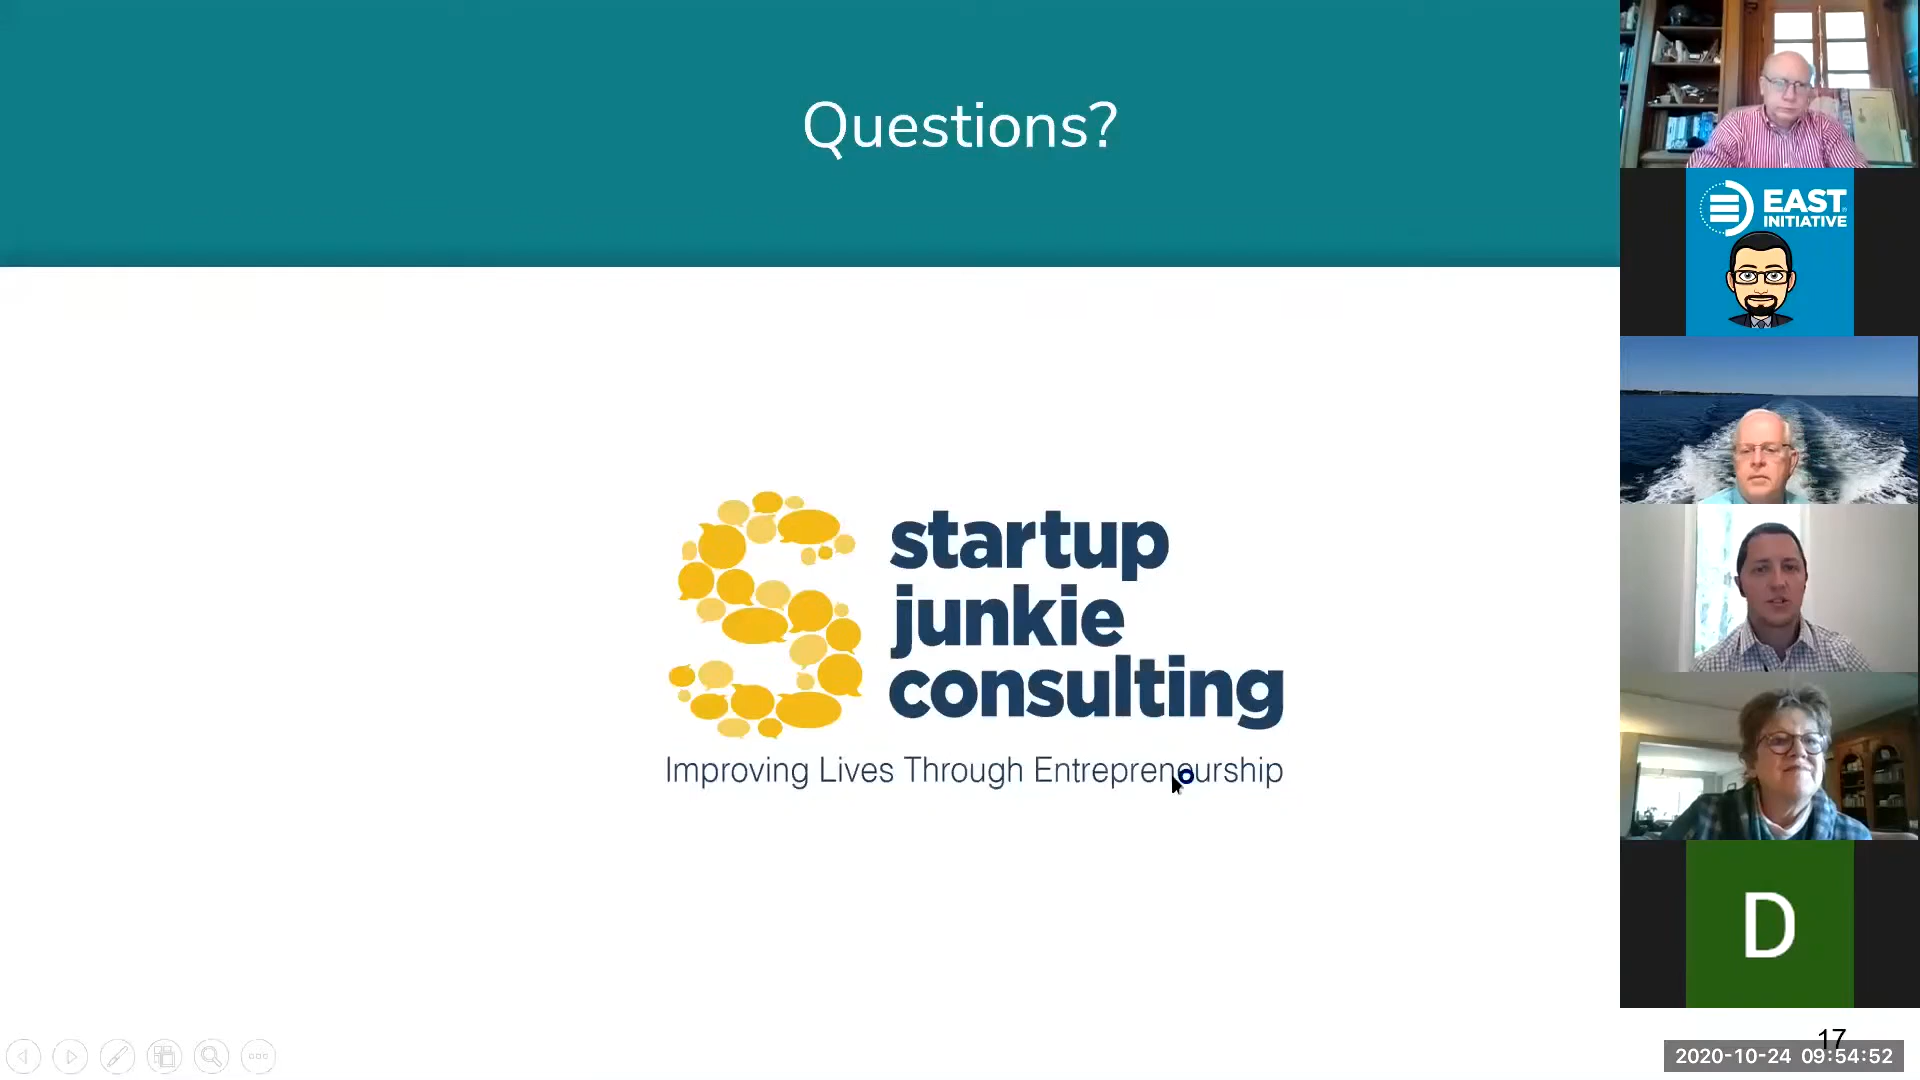 Questions?
EAST
INITIATIVE
startup
junkie
consulting
Improving Lives Through Entrepreneurship
D
17
2020-10-24 09:54:52